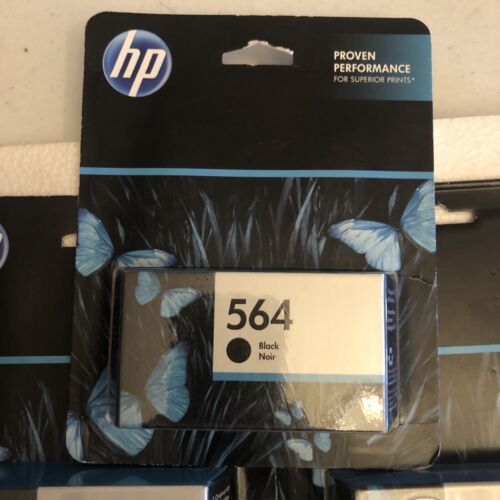 hp
PROVEN
PERFORMANCE
FOR SUPERIOR PRINTS*
564
Black
Noir